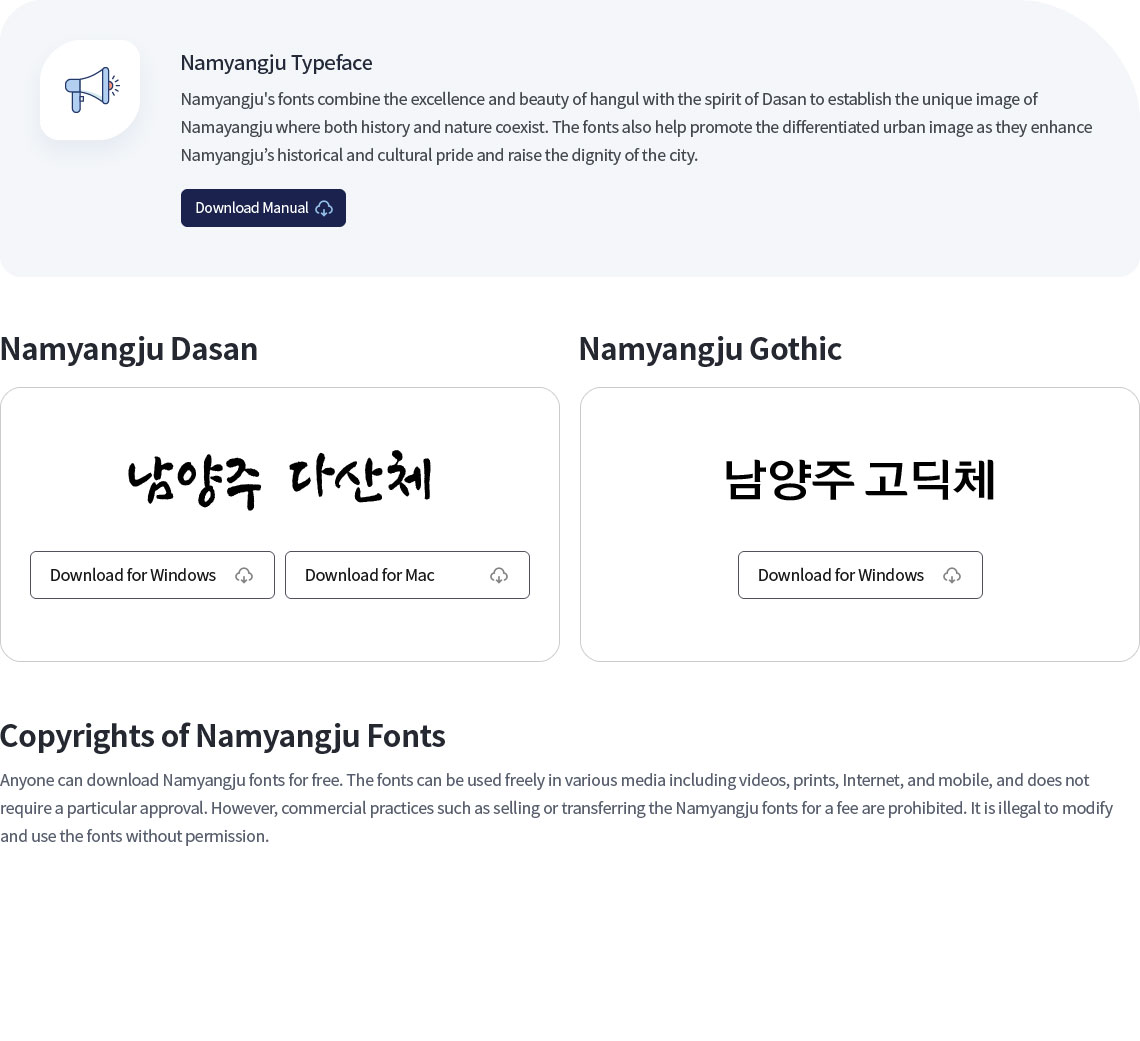 Namyangju Typeface
Namyangju's fonts combine the excellence and beauty of hangul with the spirit of Dasan to establish the unique image of
Namayangju where both history and nature coexist. The fonts also help promote the differentiated urban image as they enhance
Namyangju’s historical and cultural pride and raise the dignity of the city.
Download Manual
Namyangju Dasan
남양주 다산체
Download for Windows
Download for Mac
Namyangju Gothic
남양주 고딕체
Download for Windows
Copyrights of Namyangju Fonts
Anyone can download Namyangju fonts for free. The fonts can be used freely in various media including videos, prints, Internet, and mobile, and does not
require a particular approval. However, commercial practices such as selling or transferring the Namyangju fonts for a fee are prohibited. It is illegal to modify
and use the fonts without permission.